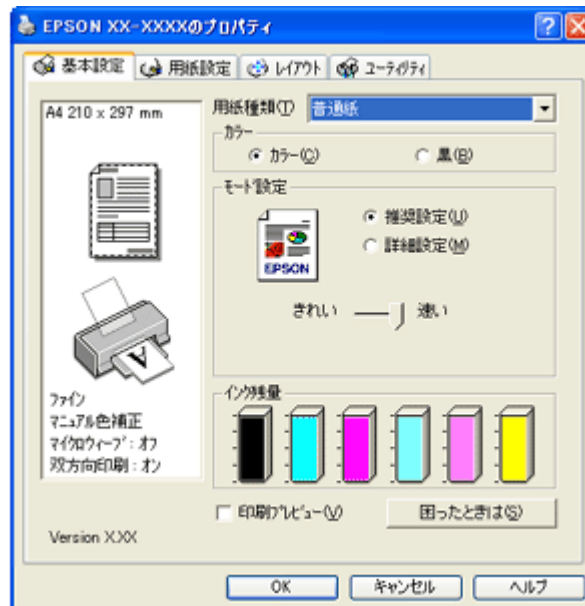 EPSON XX-XXXXのプロパティ
基本設定 用紙設定 レイアウト ユーティリティ
A4 210 x 297 mm
用紙種類(T) 普通紙
カラー
カラー(C) 黒(B)
モード設定
EPSON
推奨設定(U)
詳細設定(M)
きれい 速い
A
ファイン
マニュアル色補正
マイクロウィーブ : オフ
双方向印刷 : オン
インク残量
印刷プレビュー(V) 困ったときは(S)
Version X.XX
OK キャンセル ヘルプ